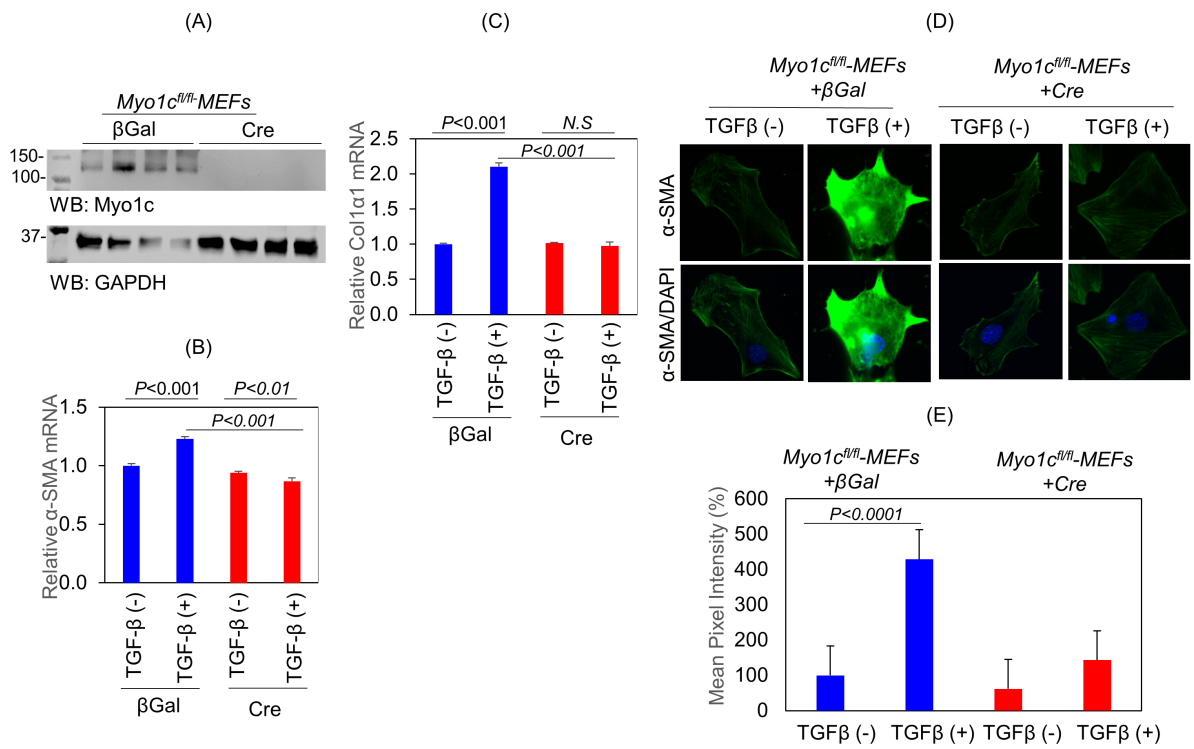 (A)
Myo1cfl/fl-MEFs
βGal Cre
150-
100-
WB: Myo1c
37-
WB: GAPDH
(B)
P<0.001 P<0.01
P<0.001
Relative α-SMA mRNA
1.5
1.0
0.5
0.0
TGF-β (-)
TGF-β (+)
TGF-β (-)
TGF-β (+)
βGal Cre
(C)
P<0.001 N.S
P<0.001
Relative Col1α1 mRNA
2.5
2.0
1.5
1.0
0.5
0.0
TGF-β (-)
TGF-β (+)
TGF-β (-)
TGF-β (+)
βGal Cre
(D)
Myo1cfl/fl-MEFs
+βGal
Myo1cfl/fl-MEFs
+Cre
TGFβ (-) TGFβ (+) TGFβ (-) TGFβ (+)
α-SMA
α-SMA/DAPI
(E)
Myo1cfl/fl-MEFs
+βGal
Myo1cfl/fl-MEFs
+Cre
P<0.0001
Mean Pixel Intensity (%)
600
500
400
300
200
100
0
TGFβ (-) TGFβ (+) TGFβ (-) TGFβ (+)